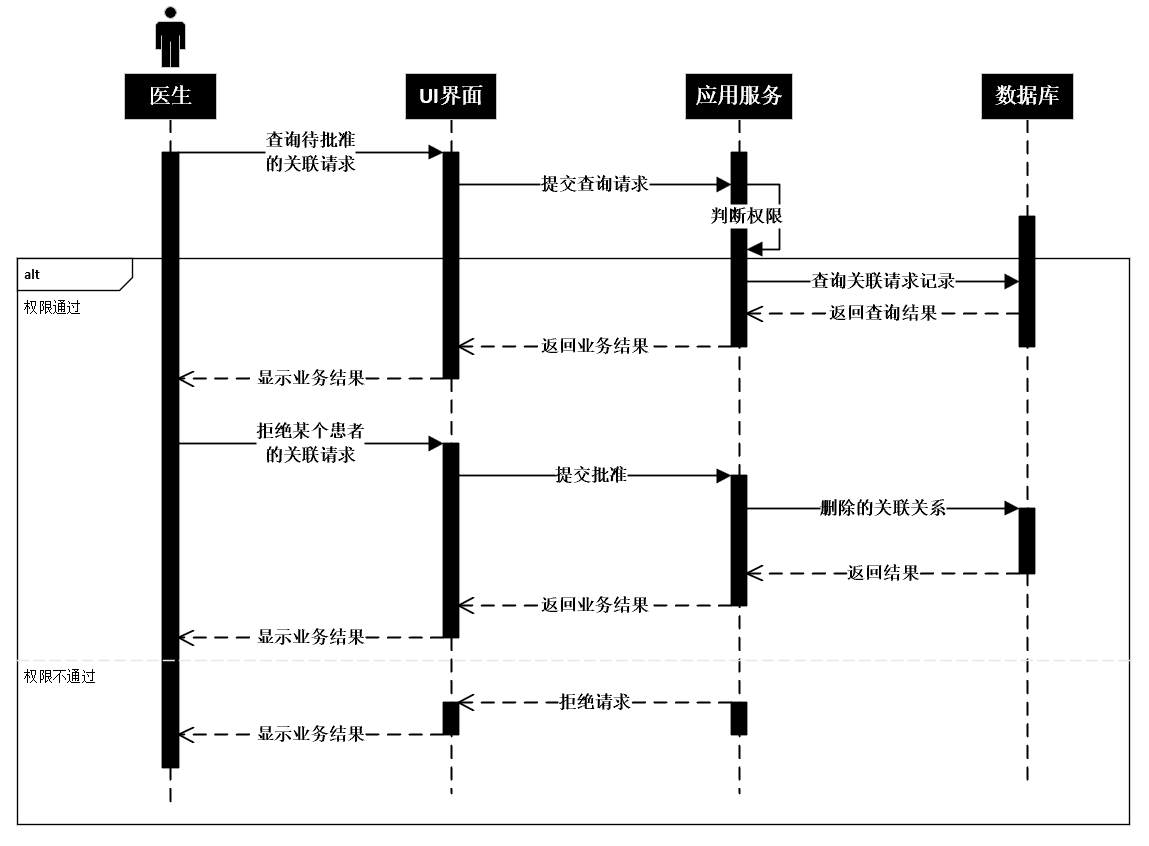 医生
UI界面
应用服务
数据库
查询待批准
的关联请求
提交查询请求
判断权限
alt
权限通过
查询关联请求记录
返回查询结果
返回业务结果
显示业务结果
拒绝某个患者
的关联请求
提交批准
删除的关联关系
返回结果
返回业务结果
显示业务结果
权限不通过
拒绝请求
显示业务结果